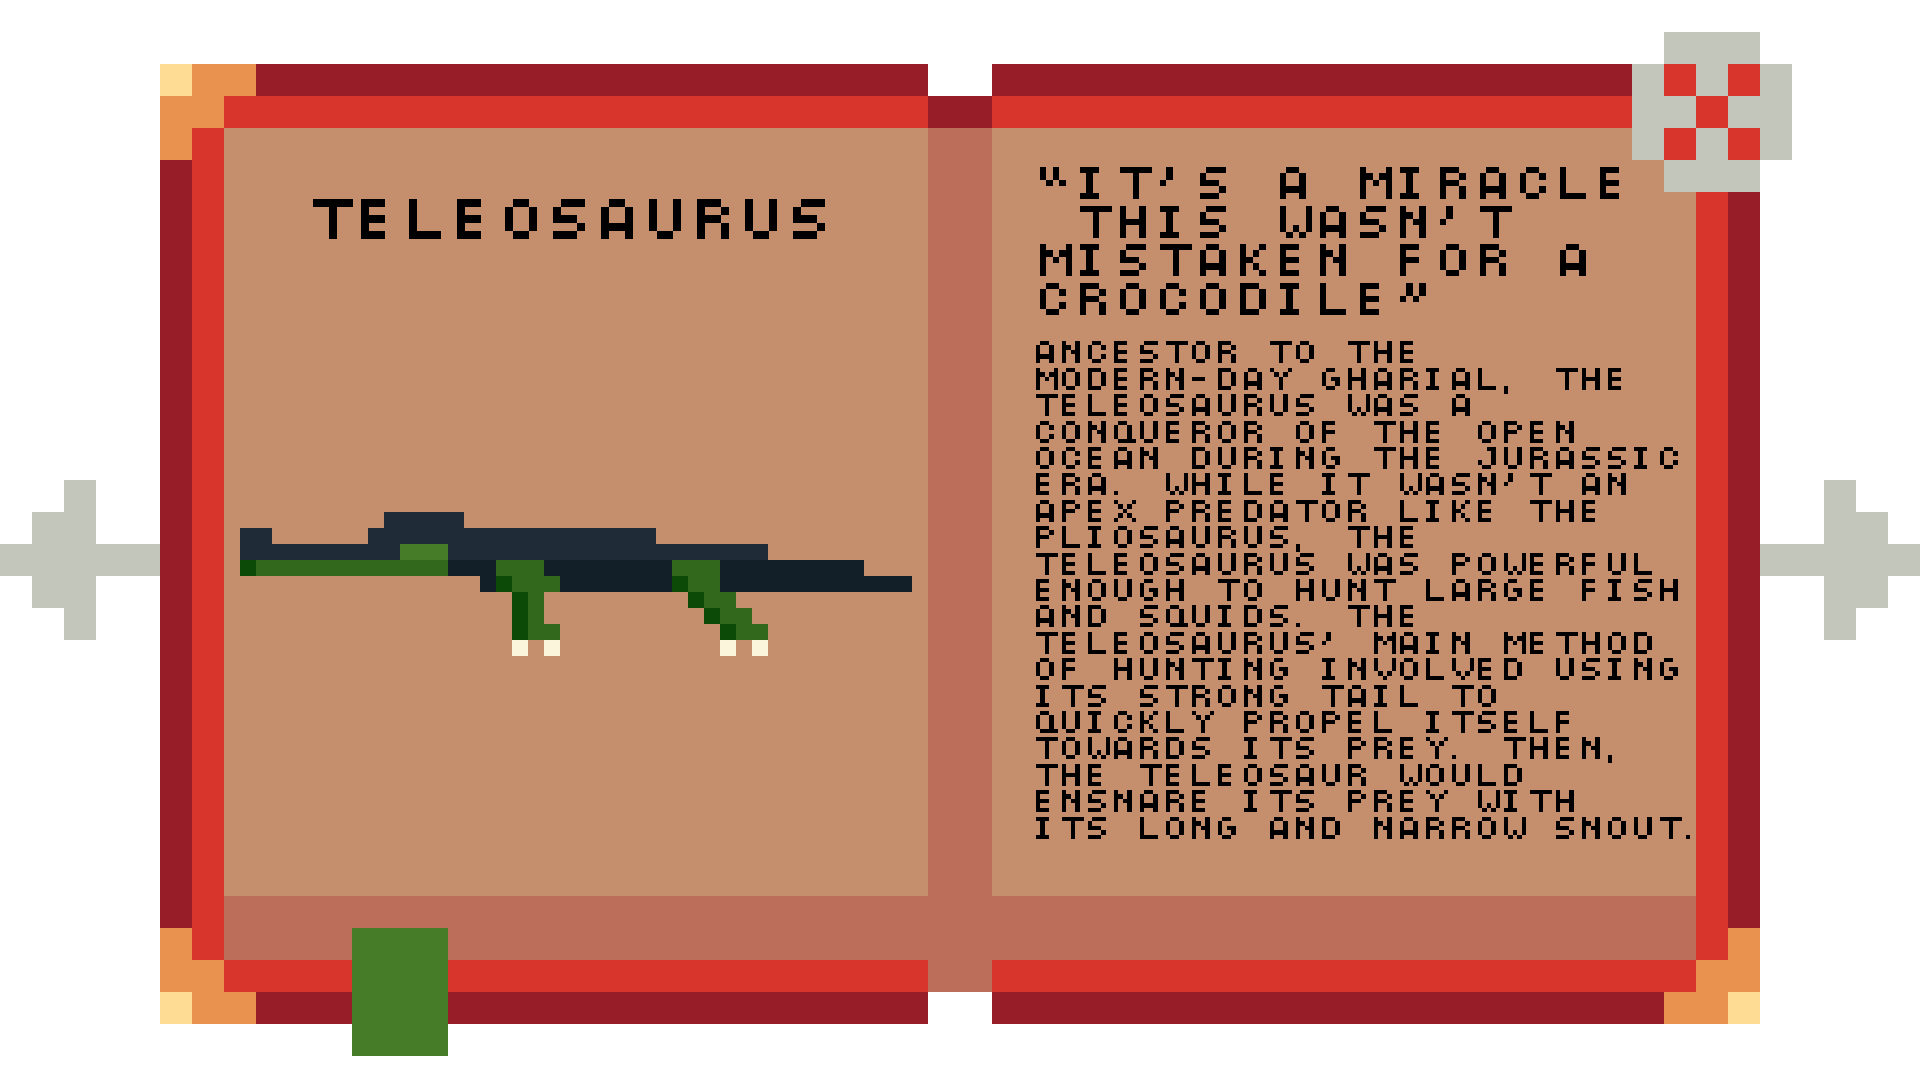 TELEOSAURUS
"IT'S A MIRACLE
THIS WASN'T
MISTAKEN FOR A
CROCODILE"
ANCESTOR TO THE
MODERN-DAY GHARIAL, THE
TELEOSAURUS WAS A
CONQUEROR OF THE OPEN
OCEAN DURING THE JURASSIC
ERA. WHILE IT WASN'T AN
APEX PREDATOR LIKE THE
PLIOSAURUS, THE
TELEOSAURUS WAS POWERFUL
ENOUGH TO HUNT LARGE FISH
AND SQUIDS. THE
TELEOSAURUS' MAIN METHOD
OF HUNTING INVOLVED USING
ITS STRONG TAIL TO
QUICKLY PROPEL ITSELF
TOWARDS ITS PREY. THEN,
THE TELEOSAUR WOULD
ENSNARE ITS PREY WITH
ITS LONG AND NARROW SNOUT.